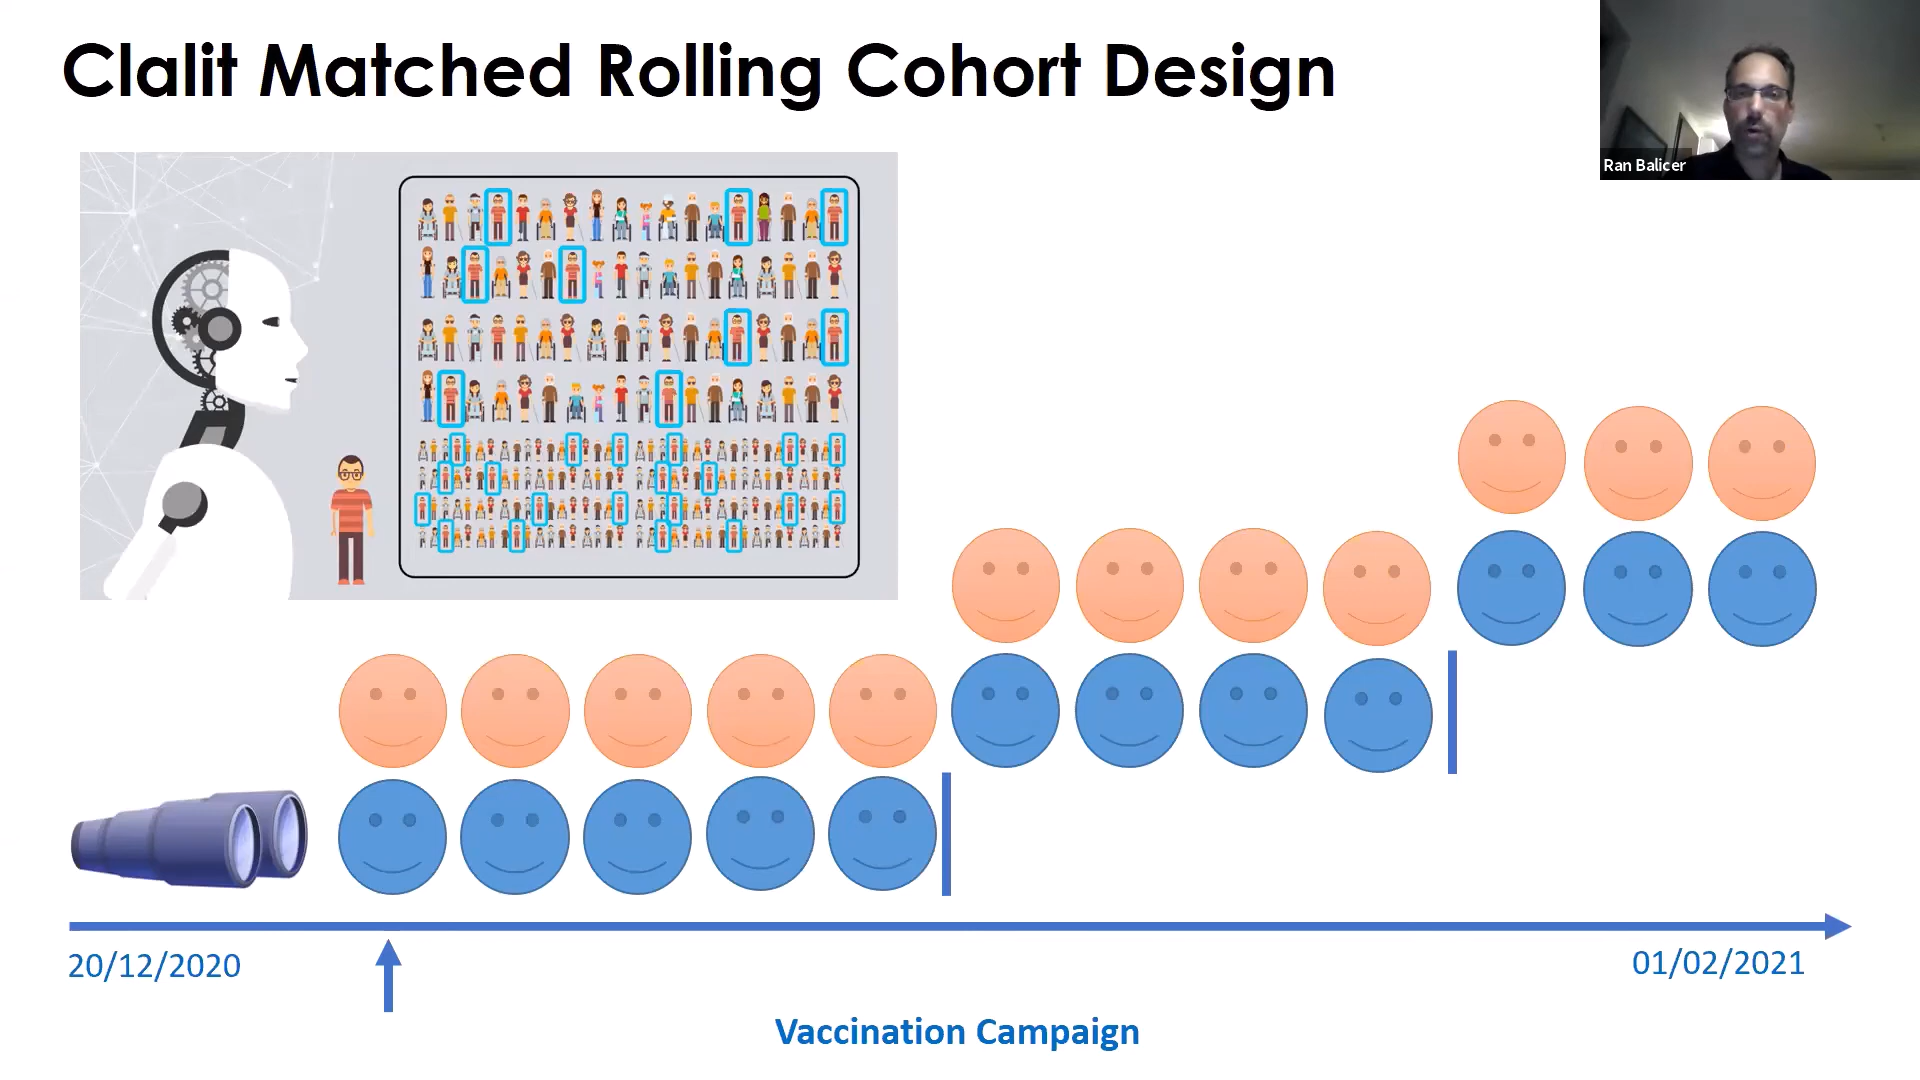 Clalit Matched Rolling Cohort Design
Ran Balicer
20/12/2020
01/02/2021
Vaccination Campaign